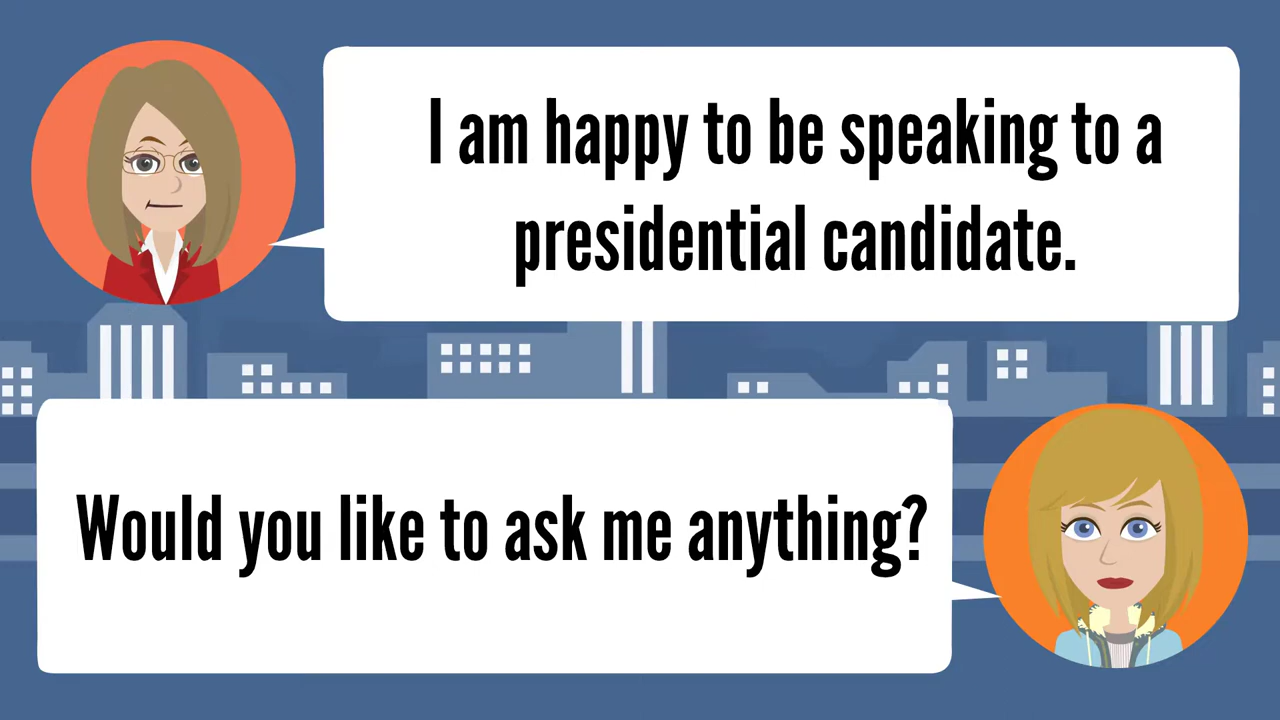 I am happy to be speaking to a
presidential candidate.
Would you like to ask me anything?